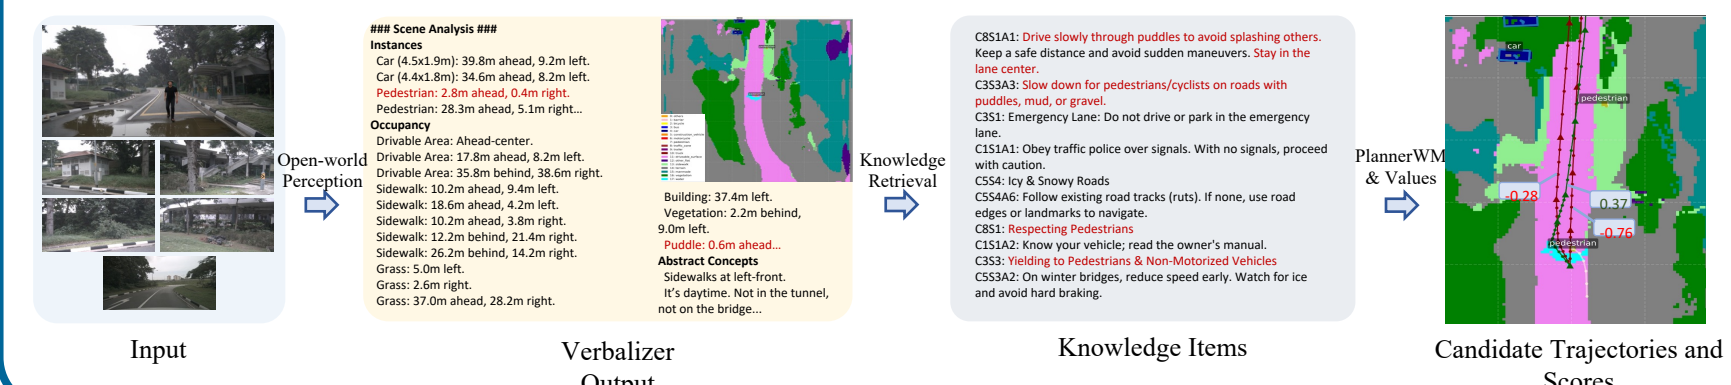 Input
Open-world
Perception
### Scene Analysis ###
Instances
Car (4.5x1.9m): 39.8m ahead, 9.2m left.
Car (4.4x1.8m): 34.6m ahead, 8.2m left.
Pedestrian: 2.8m ahead, 0.4m right.
Pedestrian: 28.3m ahead, 5.1m right...
Occupancy
Drivable Area: Ahead-center.
Drivable Area: 17.8m ahead, 8.2m left.
Drivable Area: 35.8m behind, 38.6m right.
Sidewalk: 10.2m ahead, 9.4m left.
Sidewalk: 18.6m ahead, 4.2m left.
Sidewalk: 10.2m ahead, 3.8m right.
Sidewalk: 12.2m behind, 21.4m right.
Sidewalk: 26.2m behind, 14.2m right.
Grass: 5.0m left.
Grass: 2.6m right.
Grass: 37.0m ahead, 28.2m right.
Building: 37.4m left.
Vegetation: 2.2m behind,
9.0m left.
Puddle: 0.6m ahead...
Abstract Concepts
Sidewalks at left-front.
It's daytime. Not in the tunnel,
not on the bridge...
Verbalizer
Output
Knowledge
Retrieval
C8S1A1: Drive slowly through puddles to avoid splashing others.
Keep a safe distance and avoid sudden maneuvers. Stay in the
lane center.
C3S3A3: Slow down for pedestrians/cyclists on roads with
puddles, mud, or gravel.
C3S1: Emergency Lane: Do not drive or park in the emergency
lane.
C1S1A1: Obey traffic police over signals. With no signals, proceed
with caution.
C5S4: Icy & Snowy Roads
C5S4A6: Follow existing road tracks (ruts). If none, use road
edges or landmarks to navigate.
C8S1: Respecting Pedestrians
C1S1A2: Know your vehicle; read the owner's manual.
C3S3: Yielding to Pedestrians & Non-Motorized Vehicles
C5S3A2: On winter bridges, reduce speed early. Watch for ice
and avoid hard braking.
Knowledge Items
PlannerWM
& Values
car
pedestrian
-0.28
0.37
-0.76
pedestrian
Candidate Trajectories and
Scores